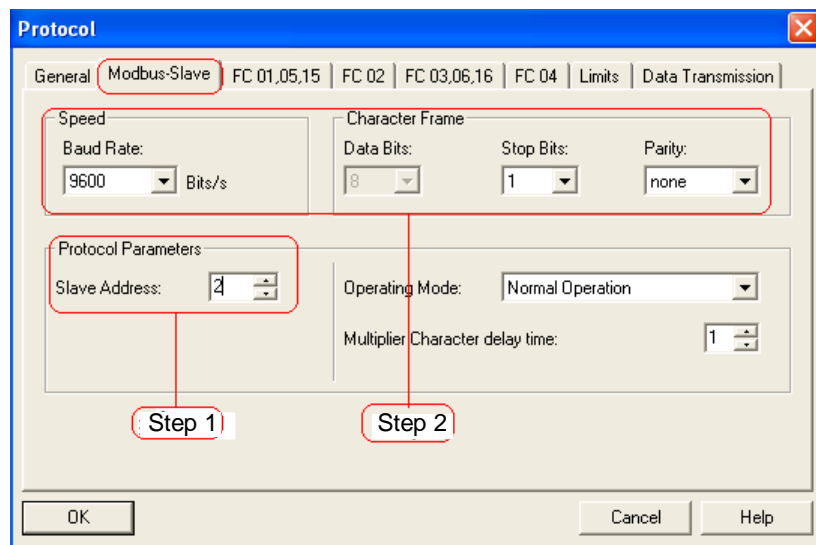 Protocol
General Modbus-Slave FC 01,05,15 FC 02 FC 03,06,16 FC 04 Limits Data Transmission
Speed
Baud Rate:
9600 Bits/s
Character Frame
Data Bits: Stop Bits: Parity:
8 1 none
Protocol Parameters
Slave Address: 2
Operating Mode: Normal Operation
Multiplier Character delay time: 1
Step 1 Step 2
OK Cancel Help